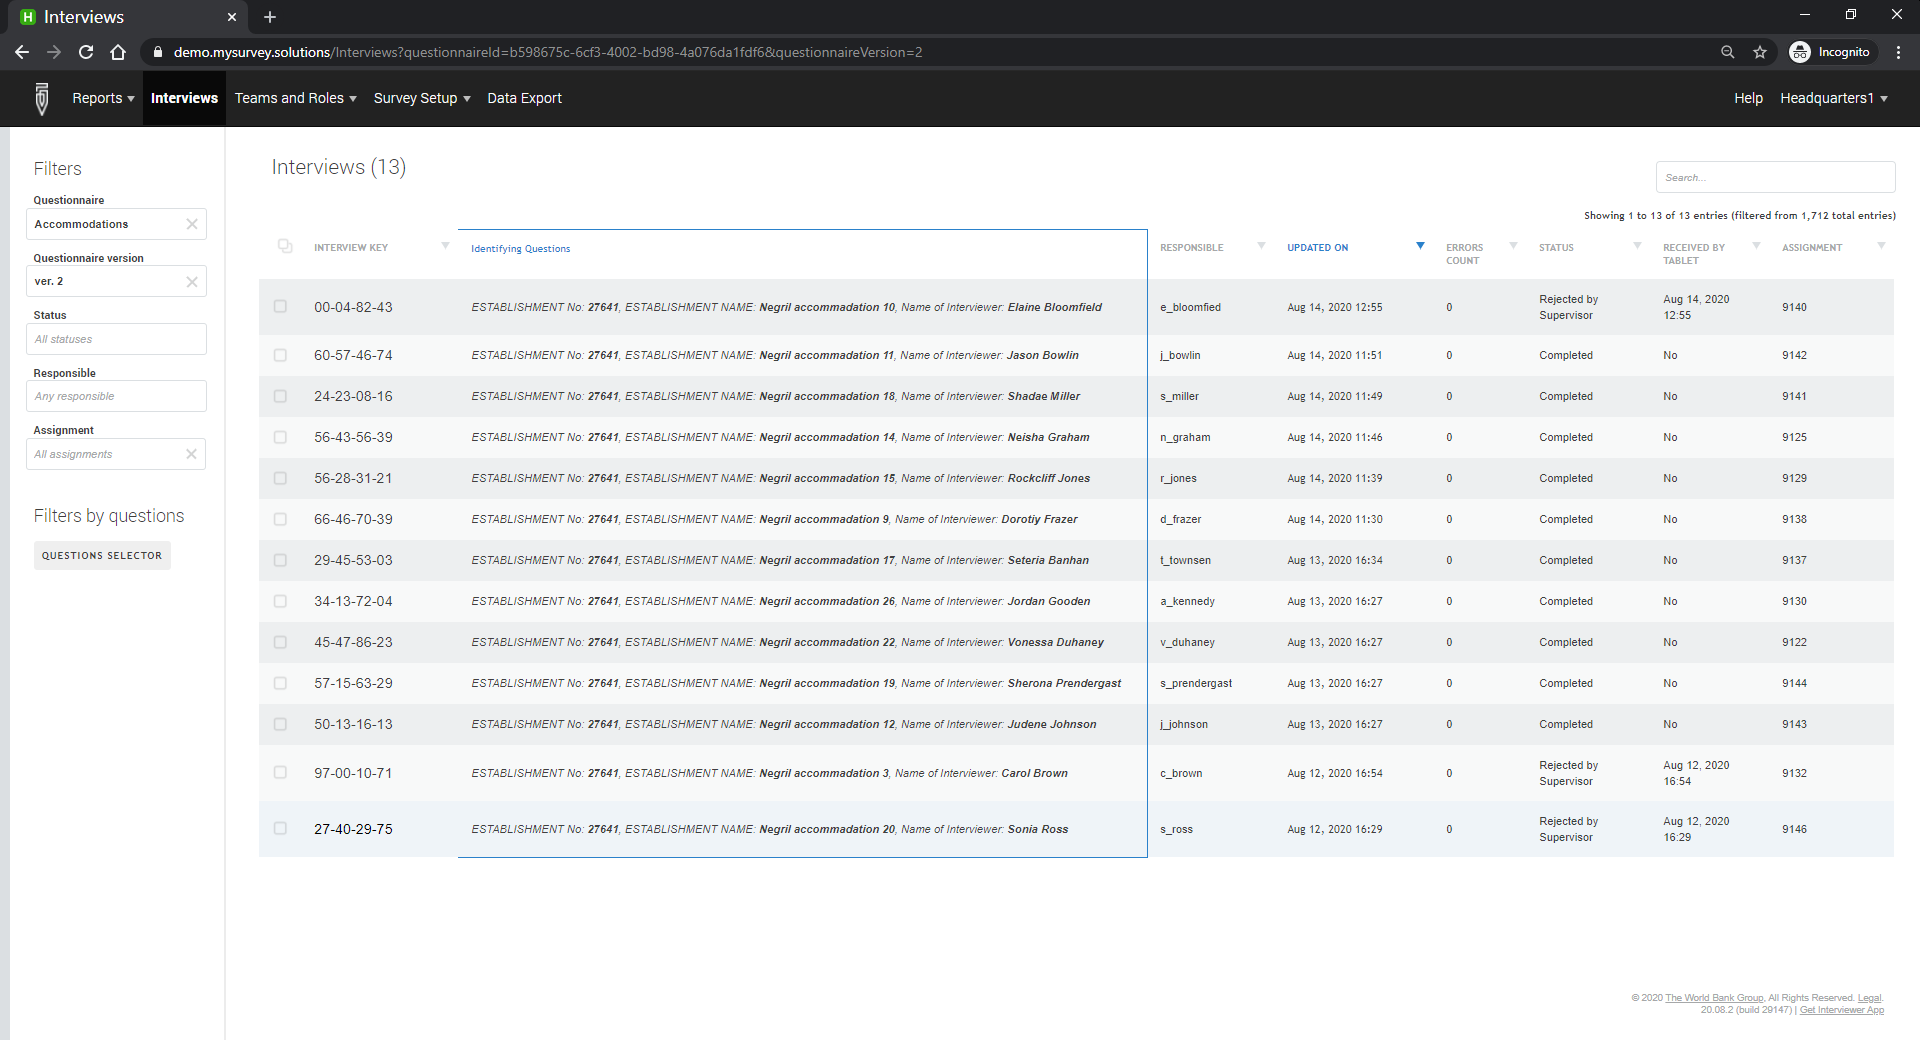 Interviews
demo.mysurvey.solutions/Interviews?questionnaireId=b598675c-6cf3-4002-bd98-4a076da1fdf6&questionnaireVersion=2
Incognito
Reports Interviews Teams and Roles Survey Setup Data Export Help Headquarters1
Filters
Questionnaire
Accommodations
Questionnaire version
ver. 2
Status
All statuses
Responsible
Any responsible
Assignment
All assignments
Filters by questions
QUESTIONS SELECTOR
Interviews (13)
Search...
Showing 1 to 13 of 13 entries (filtered from 1,712 total entries)
INTERVIEW KEY Identifying Questions RESPONSIBLE UPDATED ON ERRORS COUNT STATUS RECEIVED BY TABLET ASSIGNMENT
00-04-82-43 ESTABLISHMENT No: 27641, ESTABLISHMENT NAME: Negril accommadation 10, Name of Interviewer: Elaine Bloomfield e_bloomfied Aug 14, 2020 12:55 0 Rejected by Supervisor Aug 14, 2020 12:55 9140
60-57-46-74 ESTABLISHMENT No: 27641, ESTABLISHMENT NAME: Negril accommadation 11, Name of Interviewer: Jason Bowlin j_bowlin Aug 14, 2020 11:51 0 Completed No 9142
24-23-08-16 ESTABLISHMENT No: 27641, ESTABLISHMENT NAME: Negril accommadation 18, Name of Interviewer: Shadae Miller s_miller Aug 14, 2020 11:49 0 Completed No 9141
56-43-56-39 ESTABLISHMENT No: 27641, ESTABLISHMENT NAME: Negril accommadation 14, Name of Interviewer: Neisha Graham n_graham Aug 14, 2020 11:46 0 Completed No 9125
56-28-31-21 ESTABLISHMENT No: 27641, ESTABLISHMENT NAME: Negril accommadation 15, Name of Interviewer: Rockcliff Jones r_jones Aug 14, 2020 11:39 0 Completed No 9129
66-46-70-39 ESTABLISHMENT No: 27641, ESTABLISHMENT NAME: Negril accommadation 9, Name of Interviewer: Dorotiy Frazer d_frazer Aug 14, 2020 11:30 0 Completed No 9138
29-45-53-03 ESTABLISHMENT No: 27641, ESTABLISHMENT NAME: Negril accommadation 17, Name of Interviewer: Seteria Banhan t_townsen Aug 13, 2020 16:34 0 Completed No 9137
34-13-72-04 ESTABLISHMENT No: 27641, ESTABLISHMENT NAME: Negril accommadation 26, Name of Interviewer: Jordan Gooden a_kennedy Aug 13, 2020 16:27 0 Completed No 9130
45-47-86-23 ESTABLISHMENT No: 27641, ESTABLISHMENT NAME: Negril accommadation 22, Name of Interviewer: Vonessa Duhaney v_duhaney Aug 13, 2020 16:27 0 Completed No 9122
57-15-63-29 ESTABLISHMENT No: 27641, ESTABLISHMENT NAME: Negril accommadation 19, Name of Interviewer: Sherona Prendergast s_prendergast Aug 13, 2020 16:27 0 Completed No 9144
50-13-16-13 ESTABLISHMENT No: 27641, ESTABLISHMENT NAME: Negril accommadation 12, Name of Interviewer: Judene Johnson j_johnson Aug 13, 2020 16:27 0 Completed No 9143
97-00-10-71 ESTABLISHMENT No: 27641, ESTABLISHMENT NAME: Negril accommadation 3, Name of Interviewer: Carol Brown c_brown Aug 12, 2020 16:54 0 Rejected by Supervisor Aug 12, 2020 16:54 9132
27-40-29-75 ESTABLISHMENT No: 27641, ESTABLISHMENT NAME: Negril accommadation 20, Name of Interviewer: Sonia Ross s_ross Aug 12, 2020 16:29 0 Rejected by Supervisor Aug 12, 2020 16:29 9146
© 2020 The World Bank Group, All Rights Reserved. Legal.
20.08.2 (build 29147) | Get Interviewer App